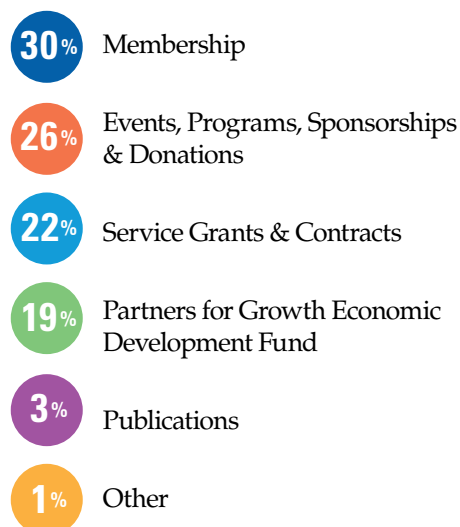 30% Membership
26% Events, Programs, Sponsorships
& Donations
22% Service Grants & Contracts
19% Partners for Growth Economic
Development Fund
3% Publications
1% Other